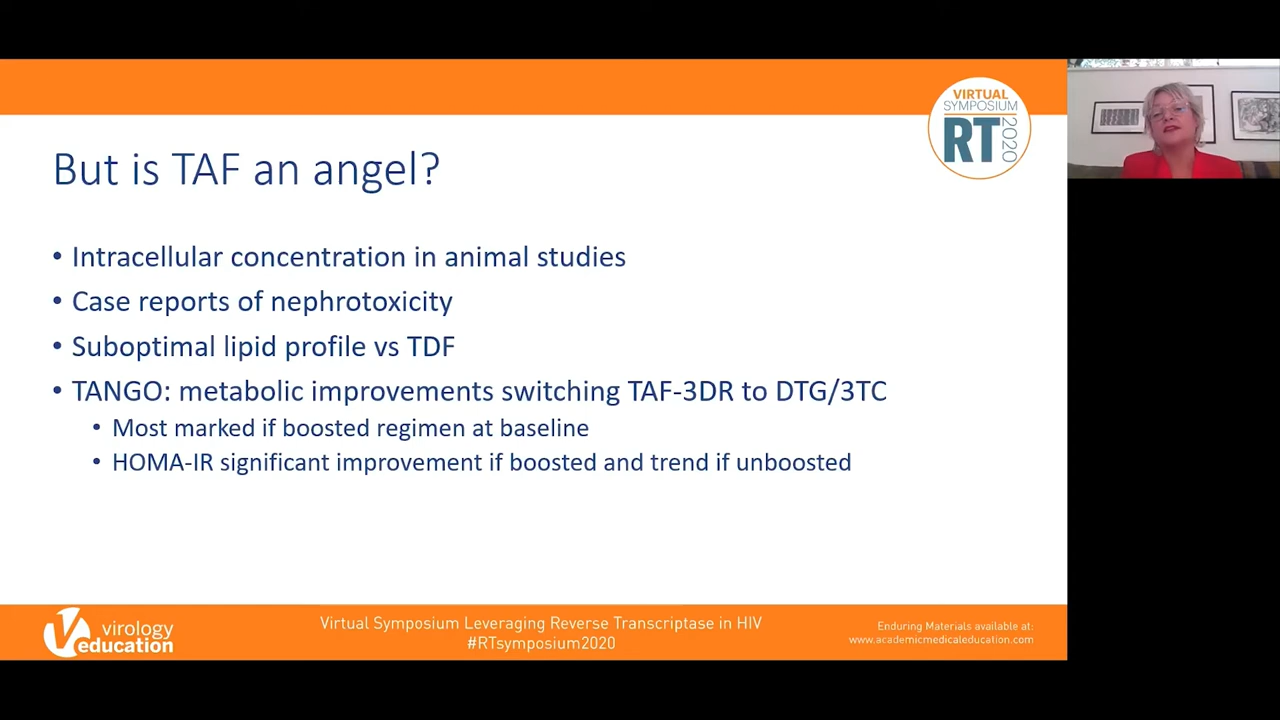 VIRTUAL
SYMPOSIUM
RT 2020
But is TAF an angel?
• Intracellular concentration in animal studies
• Case reports of nephrotoxicity
• Suboptimal lipid profile vs TDF
• TANGO: metabolic improvements switching TAF-3DR to DTG/3TC
• Most marked if boosted regimen at baseline
• HOMA-IR significant improvement if boosted and trend if unboosted
virology
education
Virtual Symposium Leveraging Reverse Transcriptase in HIV
#RTsymposium2020
Enduring Materials available at:
www.academicmedicaleducation.com